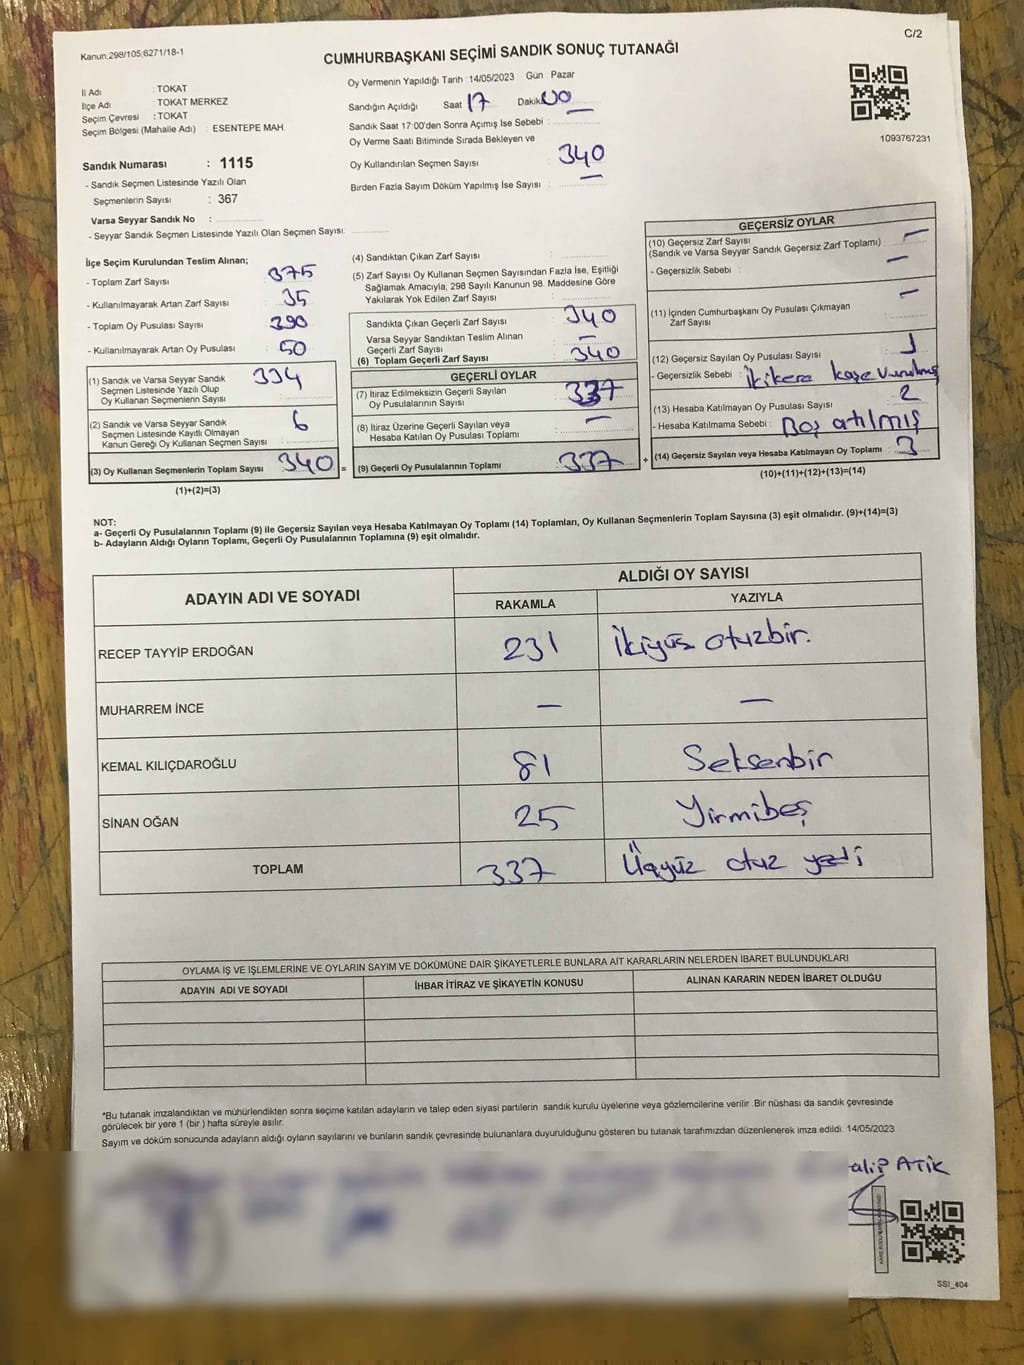 Kanun;298/105;6271/18-1
C/2
CUMHURBAŞKANI SEÇİMİ SANDIK SONUÇ TUTANAĞI
İl Adı : TOKAT
İlçe Adı : TOKAT MERKEZ
Seçim Çevresi : TOKAT
Seçim Bölgesi (Mahalle Adı) : ESENTEPE MAH
Sandık Numarası : 1115
- Sandık Seçmen Listesinde Yazılı Olan
Seçmenlerin Sayısı : 367
Varsa Seyyar Sandık No :
- Seyyar Sandık Seçmen Listesinde Yazılı Olan Seçmen Sayısı:
Oy Vermenin Yapıldığı Tarih : 14/05/2023 Gün : Pazar
Sandığın Açıldığı Saat 17 Dakika 00
Sandık Saat 17:00'den Sonra Açımış İse Sebebi :
Oy Verme Saati Bitiminde Sırada Bekleyen ve
Oy Kullandırılan Seçmen Sayısı 340
Birden Fazla Sayım Döküm Yapılmış İse Sayısı : —
1093767231
İlçe Seçim Kurulundan Teslim Alınan;
- Toplam Zarf Sayısı 375
- Kullanılmayarak Artan Zarf Sayısı 35
- Toplam Oy Pusulası Sayısı 390
- Kullanılmayarak Artan Oy Pusulası 50
(1) Sandık ve Varsa Seyyar Sandık 334
Seçmen Listesinde Yazılı Olup
Oy Kullanan Seçmenlerin Sayısı
(2) Sandık ve Varsa Seyyar Sandık 6
Seçmen Listesinde Kayıtlı Olmayan
Kanun Gereği Oy Kullanan Seçmen Sayısı
(3) Oy Kullanan Seçmenlerin Toplam Sayısı 340 =
(1)+(2)=(3)
(4) Sandıktan Çıkan Zarf Sayısı :
(5) Zarf Sayısı Oy Kullanan Seçmen Sayısından Fazla İse, Eşitliği
Sağlamak Amacıyla, 298 Sayılı Kanunun 98. Maddesine Göre
Yakılarak Yok Edilen Zarf Sayısı :
Sandıkta Çıkan Geçerli Zarf Sayısı 340
Varsa Seyyar Sandıktan Teslim Alınan
Geçerli Zarf Sayısı —
(6) Toplam Geçerli Zarf Sayısı 340
GEÇERLİ OYLAR
(7) İtiraz Edilmeksizin Geçerli Sayılan
Oy Pusulalarının Sayısı 337
(8) İtiraz Üzerine Geçerli Sayılan veya —
Hesaba Katılan Oy Pusulası Toplamı
(9) Geçerli Oy Pusulalarının Toplamı 337 +
GEÇERSİZ OYLAR
(10) Geçersiz Zarf Sayısı —
(Sandık ve Varsa Seyyar Sandık Geçersiz Zarf Toplamı)
- Geçersizlik Sebebi : —
(11) İçinden Cumhurbaşkanı Oy Pusulası Çıkmayan —
Zarf Sayısı
(12) Geçersiz Sayılan Oy Pusulası Sayısı 1
- Geçersizlik Sebebi : İkikere kaşe vurulmuş
(13) Hesaba Katılmayan Oy Pusulası Sayısı 2
- Hesaba Katılmama Sebebi : Boş atılmış
(14) Geçersiz Sayılan veya Hesaba Katılmayan Oy Toplamı 3
(10)+(11)+(12)+(13)=(14)
NOT:
a- Geçerli Oy Pusulalarının Toplamı (9) ile Geçersiz Sayılan veya Hesaba Katılmayan Oy Toplamı (14) Toplamları, Oy Kullanan Seçmenlerin Toplam Sayısına (3) eşit olmalıdır. (9)+(14)=(3)
b- Adayların Aldığı Oyların Toplamı, Geçerli Oy Pusulalarının Toplamına (9) eşit olmalıdır.
ADAYIN ADI VE SOYADI
ALDIĞI OY SAYISI
RAKAMLA YAZIYLA
RECEP TAYYİP ERDOĞAN 231 İkiyüz otuzbir.
MUHARREM İNCE — —
KEMAL KILIÇDAROĞLU 81 Seksenbir
SİNAN OĞAN 25 Yirmibeş
TOPLAM 337 Üçyüz otuz yedi
OYLAMA İŞ VE İŞLEMLERİNE VE OYLARIN SAYIM VE DÖKÜMÜNE DAİR ŞİKAYETLERLE BUNLARA AİT KARARLARIN NELERDEN İBARET BULUNDUKLARI
ADAYIN ADI VE SOYADI İHBAR İTİRAZ VE ŞİKAYETİN KONUSU ALINAN KARARIN NEDEN İBARET OLDUĞU
*Bu tutanak imzalandıktan ve mühürlendikten sonra seçime katılan adayların ve talep eden siyasi partilerin sandık kurulu üyelerine veya gözlemcilerine verilir .Bir nüshası da sandık çevresinde
görülecek bir yere 1 (bir ) hafta süreyle asılır.
Sayım ve döküm sonucunda adayların aldığı oyların sayılarını ve bunların sandık çevresinde bulunanlara duyurulduğunu gösteren bu tutanak tarafımızdan düzenlenerek imza edildi. 14/05/2023
alip ATİK
SSI_404